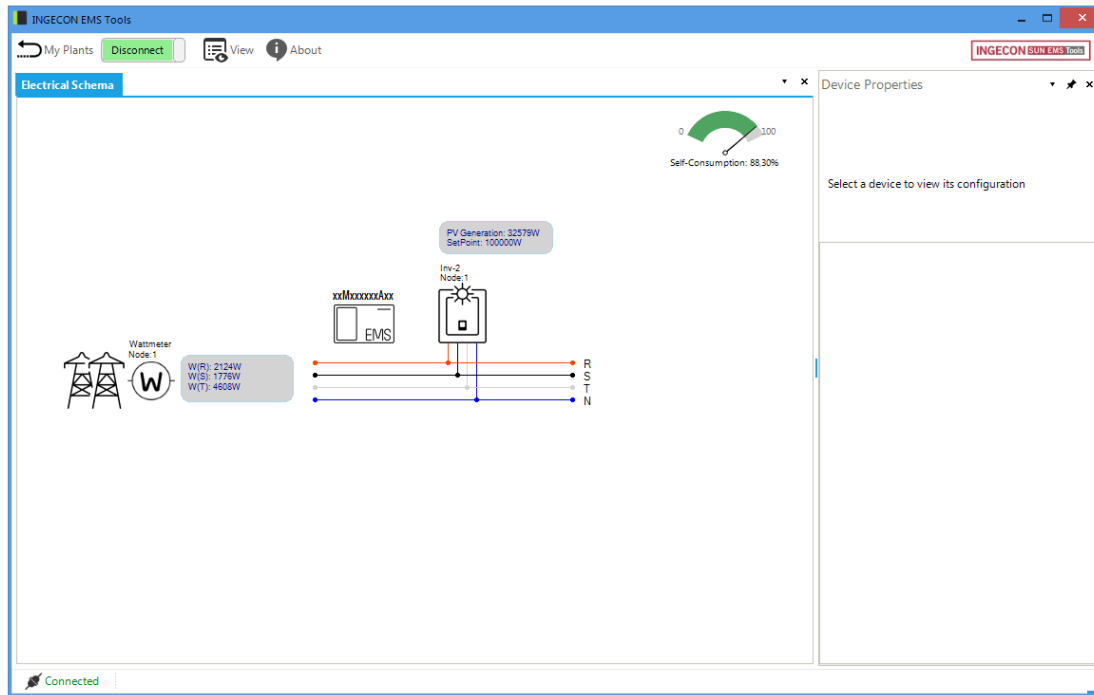 INGECON EMS Tools
My Plants
Disconnect
View
About
INGECON SUN EMS Tools
Electrical Schema
Device Properties
0
100
Self-Consumption: 88,30%
Select a device to view its configuration
PV Generation: 32579W
SetPoint: 100000W
Inv-2
Node:1
xxMxxxxxxAxx
EMS
Wattmeter
Node:1
W
W(R): 2124W
W(S): 1776W
W(T): 4608W
R
S
T
N
Connected